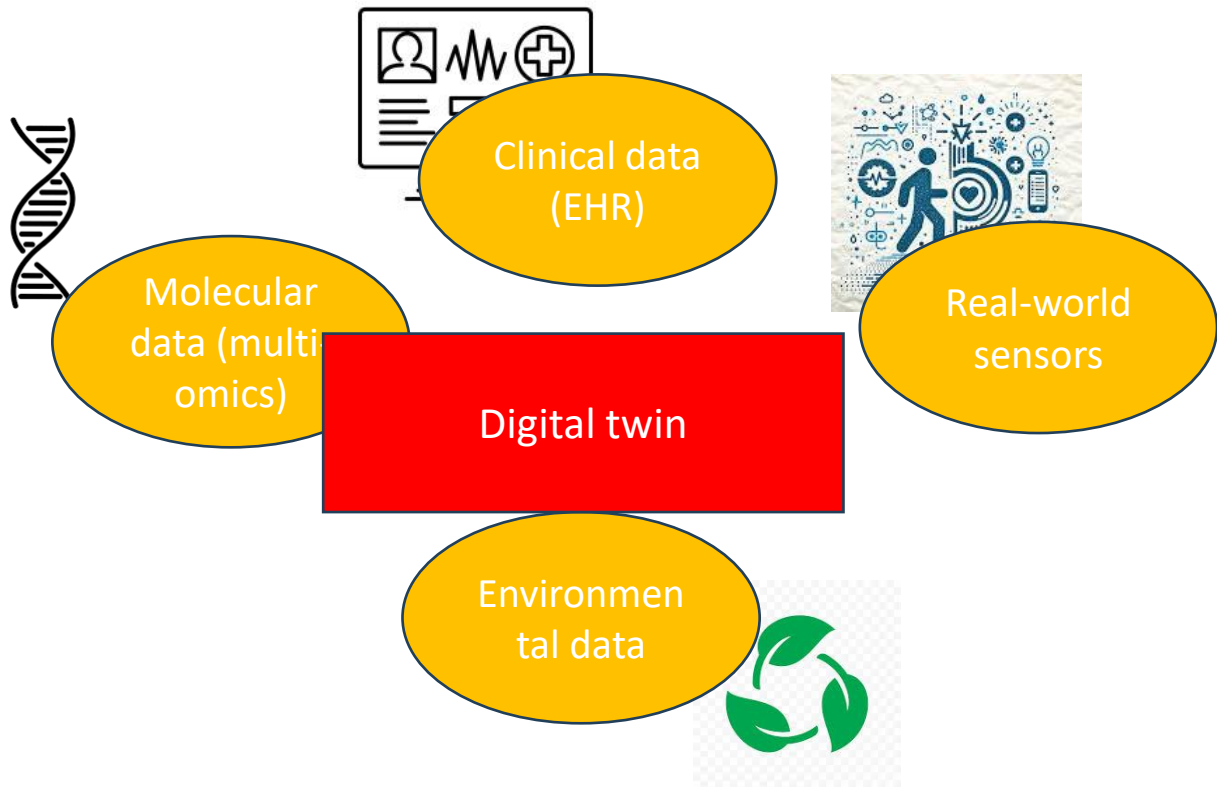 Clinical data
(EHR)
Molecular
data (multi-
omics)
Real-world
sensors
Digital twin
Environmen
tal data